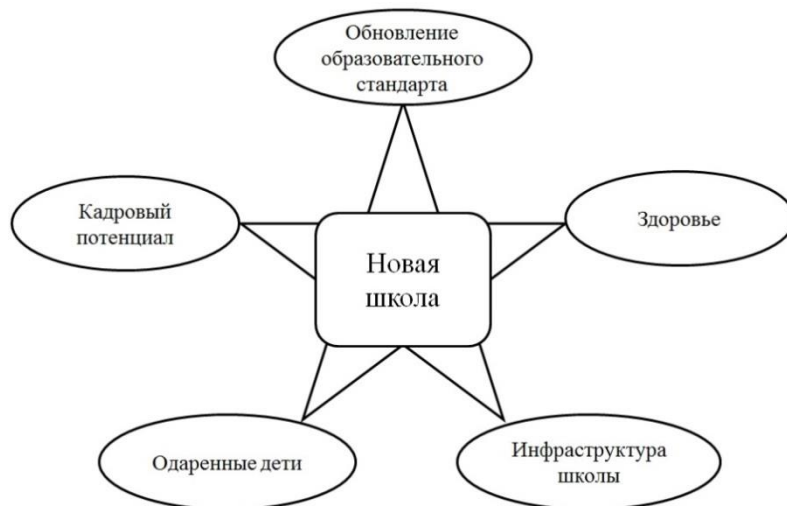 Обновление
образовательного
стандарта
Кадровый
потенциал
Здоровье
Новая
школа
Одаренные дети
Инфраструктура
школы